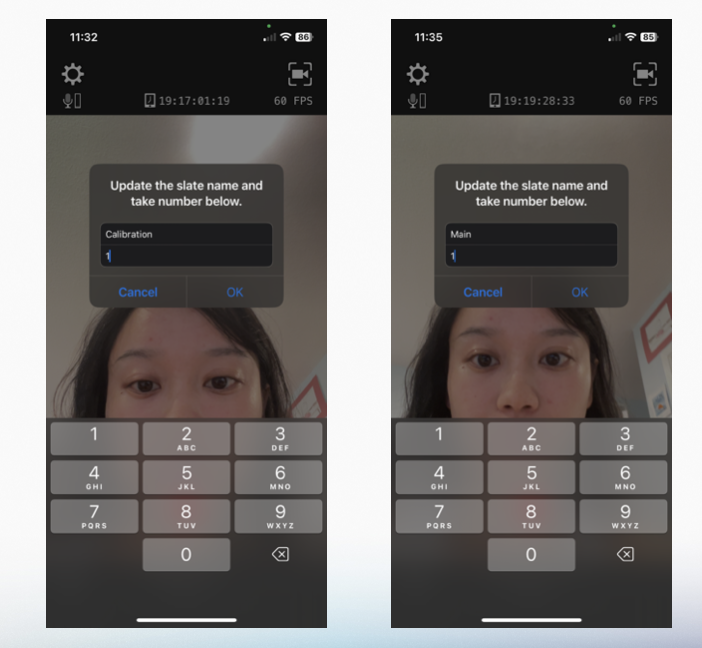 11:32
86
19:17:01:19
60 FPS
Update the slate name and
take number below.
Calibration
1
Cancel
OK
1
2
ABC
3
DEF
4
GHI
5
JKL
6
MNO
7
PQRS
8
TUV
9
WXYZ
0
11:35
85
19:19:28:33
60 FPS
Update the slate name and
take number below.
Main
1
Cancel
OK
1
2
ABC
3
DEF
4
GHI
5
JKL
6
MNO
7
PQRS
8
TUV
9
WXYZ
0